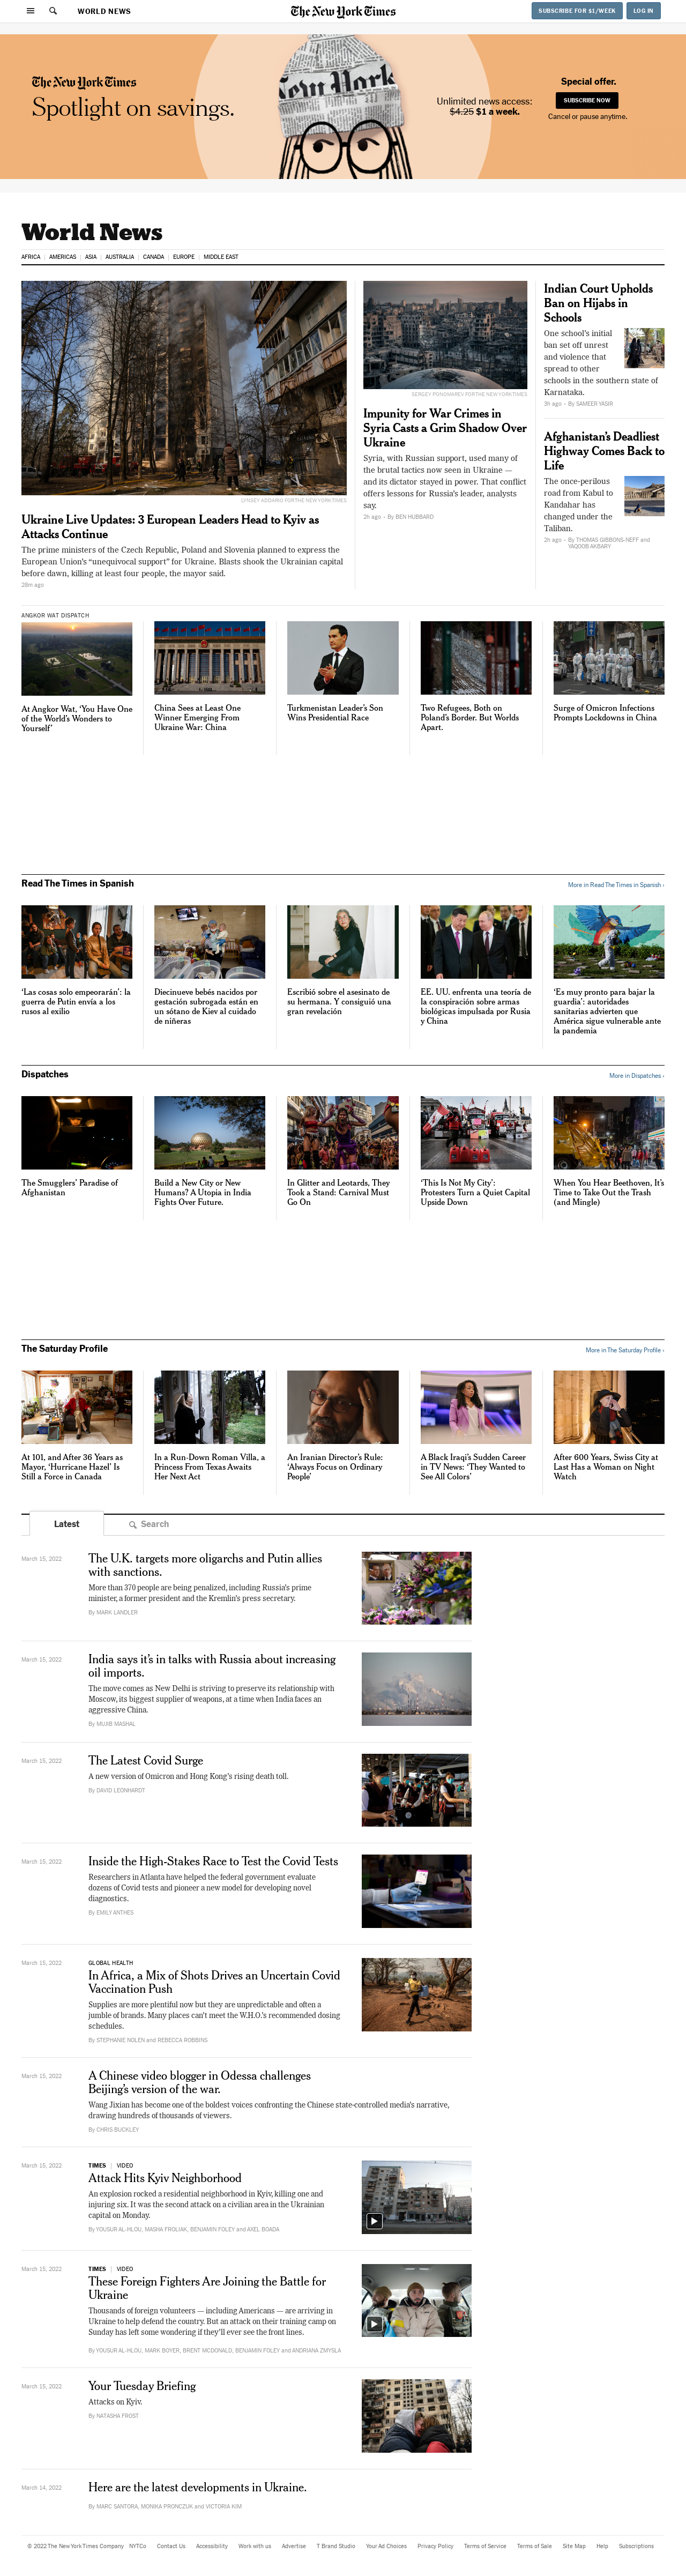 WORLD NEWS
The New York Times
SUBSCRIBE FOR $1/WEEK
LOG IN
The New York Times
Spotlight on savings.
Unlimited news access:
$4.25 $1 a week.
Special offer.
SUBSCRIBE NOW
Cancel or pause anytime.
World News
AFRICA
AMERICAS
ASIA
AUSTRALIA
CANADA
EUROPE
MIDDLE EAST
LYNSEY ADDARIO FOR THE NEW YORK TIMES
Ukraine Live Updates: 3 European Leaders Head to Kyiv as
Attacks Continue
The prime ministers of the Czech Republic, Poland and Slovenia planned to express the
European Union's “unequivocal support” for Ukraine. Blasts shook the Ukrainian capital
before dawn, killing at least four people, the mayor said.
28m ago
SERGEY PONOMAREV FOR THE NEW YORK TIMES
Impunity for War Crimes in
Syria Casts a Grim Shadow Over
Ukraine
Syria, with Russian support, used many of
the brutal tactics now seen in Ukraine —
and its dictator stayed in power. That conflict
offers lessons for Russia's leader, analysts
say.
2h ago - By BEN HUBBARD
Indian Court Upholds
Ban on Hijabs in
Schools
One school's initial
ban set off unrest
and violence that
spread to other
schools in the southern state of
Karnataka.
3h ago - By SAMEER YASIR
Afghanistan's Deadliest
Highway Comes Back to
Life
The once-perilous
road from Kabul to
Kandahar has
changed under the
Taliban.
2h ago - By THOMAS GIBBONS-NEFF and
YAQOOB AKBARY
ANGKOR WAT DISPATCH
At Angkor Wat, 'You Have One
of the World's Wonders to
Yourself'
China Sees at Least One
Winner Emerging From
Ukraine War: China
Turkmenistan Leader's Son
Wins Presidential Race
Two Refugees, Both on
Poland's Border. But Worlds
Apart.
Surge of Omicron Infections
Prompts Lockdowns in China
Read The Times in Spanish
More in Read The Times in Spanish ›
‘Las cosas solo empeorarán’: la
guerra de Putin envía a los
rusos al exilio
Diecinueve bebés nacidos por
gestación subrogada están en
un sótano de Kiev al cuidado
de niñeras
Escribió sobre el asesinato de
su hermana. Y consiguió una
gran revelación
EE. UU. enfrenta una teoría de
la conspiración sobre armas
biológicas impulsada por Rusia
y China
‘Es muy pronto para bajar la
guardia’: autoridades
sanitarias advierten que
América sigue vulnerable ante
la pandemia
Dispatches
More in Dispatches ›
The Smugglers' Paradise of
Afghanistan
Build a New City or New
Humans? A Utopia in India
Fights Over Future.
In Glitter and Leotards, They
Took a Stand: Carnival Must
Go On
‘This Is Not My City’:
Protesters Turn a Quiet Capital
Upside Down
When You Hear Beethoven, It's
Time to Take Out the Trash
(and Mingle)
The Saturday Profile
More in The Saturday Profile ›
At 101, and After 36 Years as
Mayor, ‘Hurricane Hazel’ Is
Still a Force in Canada
In a Run-Down Roman Villa, a
Princess From Texas Awaits
Her Next Act
An Iranian Director's Rule:
‘Always Focus on Ordinary
People’
A Black Iraqi's Sudden Career
in TV News: ‘They Wanted to
See All Colors’
After 600 Years, Swiss City at
Last Has a Woman on Night
Watch
Latest
Search
March 15, 2022
The U.K. targets more oligarchs and Putin allies
with sanctions.
More than 370 people are being penalized, including Russia's prime
minister, a former president and the Kremlin's press secretary.
By MARK LANDLER
March 15, 2022
India says it's in talks with Russia about increasing
oil imports.
The move comes as New Delhi is striving to preserve its relationship with
Moscow, its biggest supplier of weapons, at a time when India faces an
aggressive China.
By MUJIB MASHAL
March 15, 2022
The Latest Covid Surge
A new version of Omicron and Hong Kong's rising death toll.
By DAVID LEONHARDT
March 15, 2022
Inside the High-Stakes Race to Test the Covid Tests
Researchers in Atlanta have helped the federal government evaluate
dozens of Covid tests and pioneer a new model for developing novel
diagnostics.
By EMILY ANTHES
March 15, 2022
GLOBAL HEALTH
In Africa, a Mix of Shots Drives an Uncertain Covid
Vaccination Push
Supplies are more plentiful now but they are unpredictable and often a
jumble of brands. Many places can't meet the W.H.O.'s recommended dosing
schedules.
By STEPHANIE NOLEN and REBECCA ROBBINS
March 15, 2022
A Chinese video blogger in Odessa challenges
Beijing's version of the war.
Wang Jixian has become one of the boldest voices confronting the Chinese state-controlled media's narrative,
drawing hundreds of thousands of viewers.
By CHRIS BUCKLEY
March 15, 2022
TIMES | VIDEO
Attack Hits Kyiv Neighborhood
An explosion rocked a residential neighborhood in Kyiv, killing one and
injuring six. It was the second attack on a civilian area in the Ukrainian
capital on Monday.
By YOUSUR AL-HLOU, MASHA FROLIAK, BENJAMIN FOLEY and AXEL BOADA
March 15, 2022
TIMES | VIDEO
These Foreign Fighters Are Joining the Battle for
Ukraine
Thousands of foreign volunteers — including Americans — are arriving in
Ukraine to help defend the country. But an attack on their training camp on
Sunday has left some wondering if they'll ever see the front lines.
By YOUSUR AL-HLOU, MARK BOYER, BRENT MCDONALD, BENJAMIN FOLEY and ANDRIANA ZMYSLA
March 15, 2022
Your Tuesday Briefing
Attacks on Kyiv.
By NATASHA FROST
March 14, 2022
Here are the latest developments in Ukraine.
By MARC SANTORA, MONIKA PRONCZUK and VICTORIA KIM
© 2022 The New York Times Company
NYTCo
Contact Us
Accessibility
Work with us
Advertise
T Brand Studio
Your Ad Choices
Privacy Policy
Terms of Service
Terms of Sale
Site Map
Help
Subscriptions